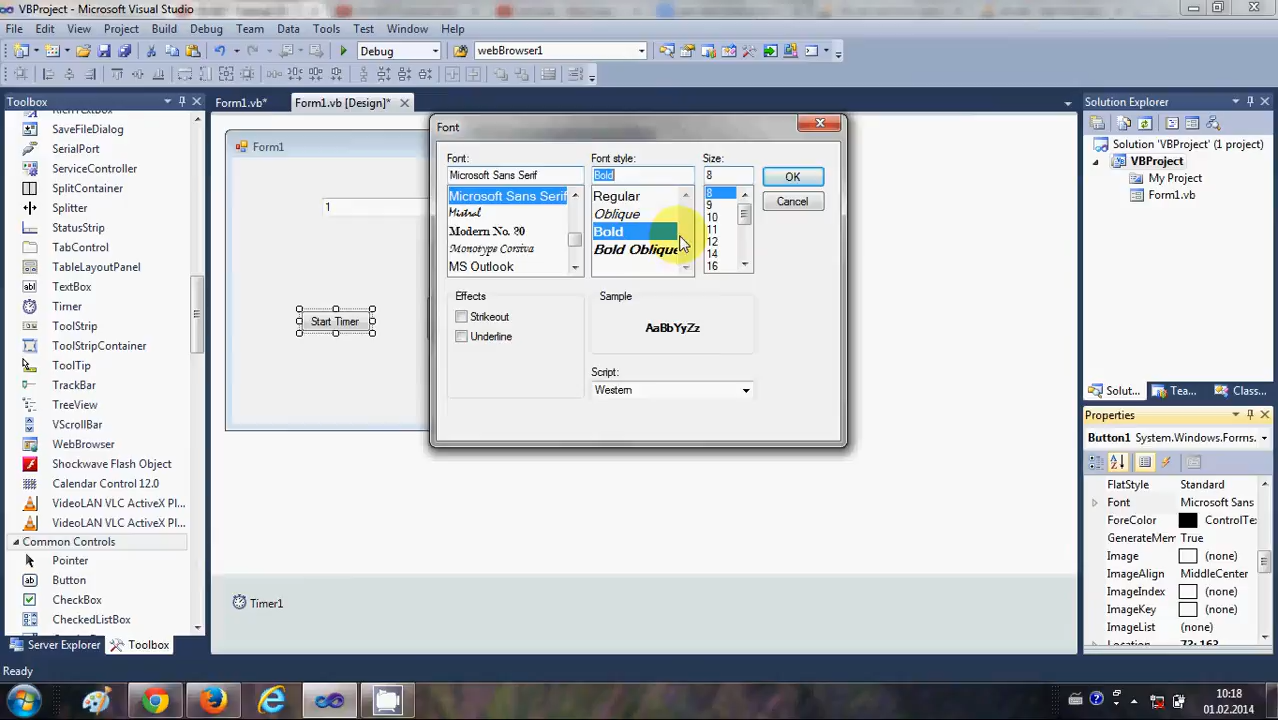 VBProject - Microsoft Visual Studio
File Edit View Project Build Debug Team Data Tools Test Window Help
Debug webBrowser1
Toolbox
SaveFileDialog
SerialPort
ServiceController
SplitContainer
Splitter
StatusStrip
TabControl
TableLayoutPanel
TextBox
Timer
ToolStrip
ToolStripContainer
ToolTip
TrackBar
TreeView
VScrollBar
WebBrowser
Shockwave Flash Object
Calendar Control 12.0
VideoLAN VLC ActiveX Pl...
VideoLAN VLC ActiveX Pl...
Common Controls
Pointer
Button
CheckBox
CheckedListBox
Server Explorer Toolbox
Form1.vb* Form1.vb [Design]*
Form1
1
Start Timer
Timer1
Font
Font: Font style: Size:
Microsoft Sans Serif Bold 8
Microsoft Sans Serif
Mistral
Modern No. 20
Monotype Corsiva
MS Outlook
Regular
Oblique
Bold
Bold Oblique
8
9
10
11
12
14
16
OK
Cancel
Effects
Strikeout
Underline
Sample
AaBbYyZz
Script:
Western
Solution Explorer
Solution 'VBProject' (1 project)
VBProject
My Project
Form1.vb
Solut... Tea... Class...
Properties
Button1 System.Windows.Forms.
FlatStyle Standard
Font Microsoft Sans
ForeColor ControlTe
GenerateMem True
Image (none)
ImageAlign MiddleCenter
ImageIndex (none)
ImageKey (none)
ImageList (none)
Location 73; 163
Ready
10:18
01.02.2014